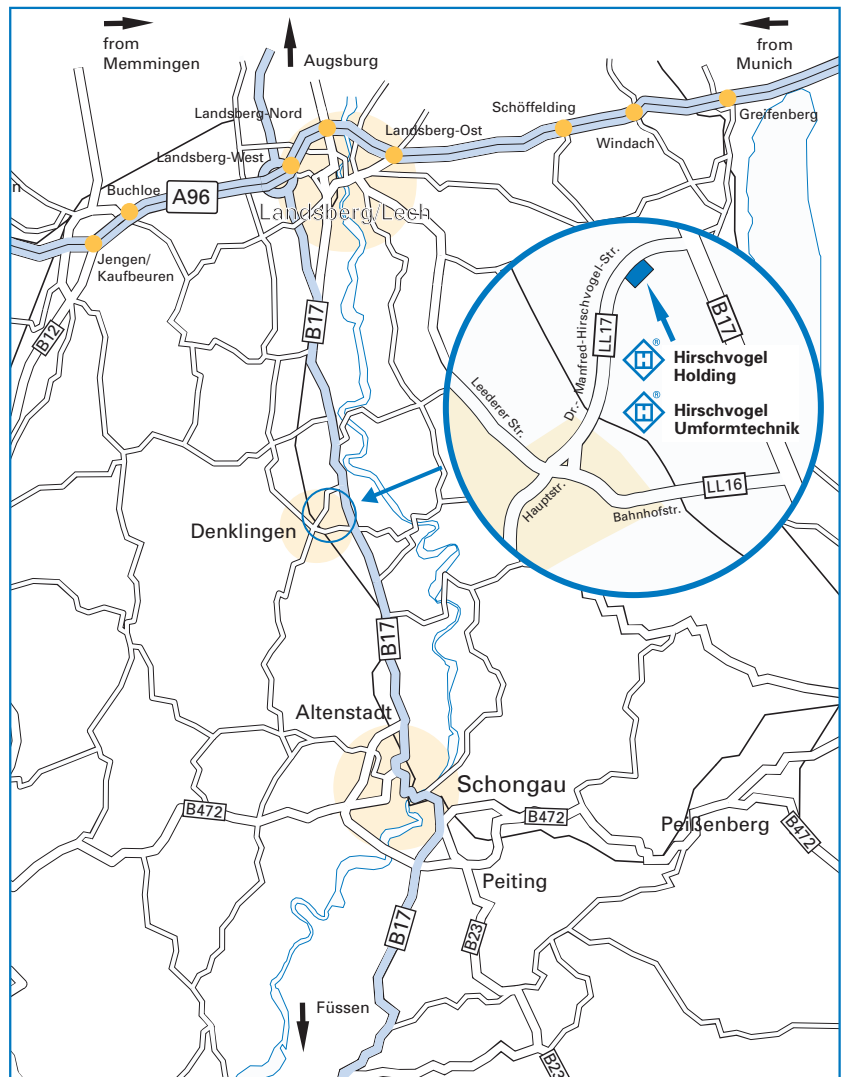 from
Memmingen
Augsburg
from
Munich
Landsberg-Nord
Schöffelding
Greifenberg
Landsberg-Ost
Windach
Landsberg-West
Buchloe
A96
n
Landsberg/Lech
Jengen/
Kaufbeuren
B12
B17
Dr.- Manfred-Hirschvogel-Str.
LL17
B17
H ®
Hirschvogel
Holding
H ®
Hirschvogel
Umformtechnik
Leederer Str.
Hauptstr.
LL16
Bahnhofstr.
Denklingen
B17
Altenstadt
Schongau
B472
B472
Peißenberg
B472
Peiting
B17
B23
Füssen
B23